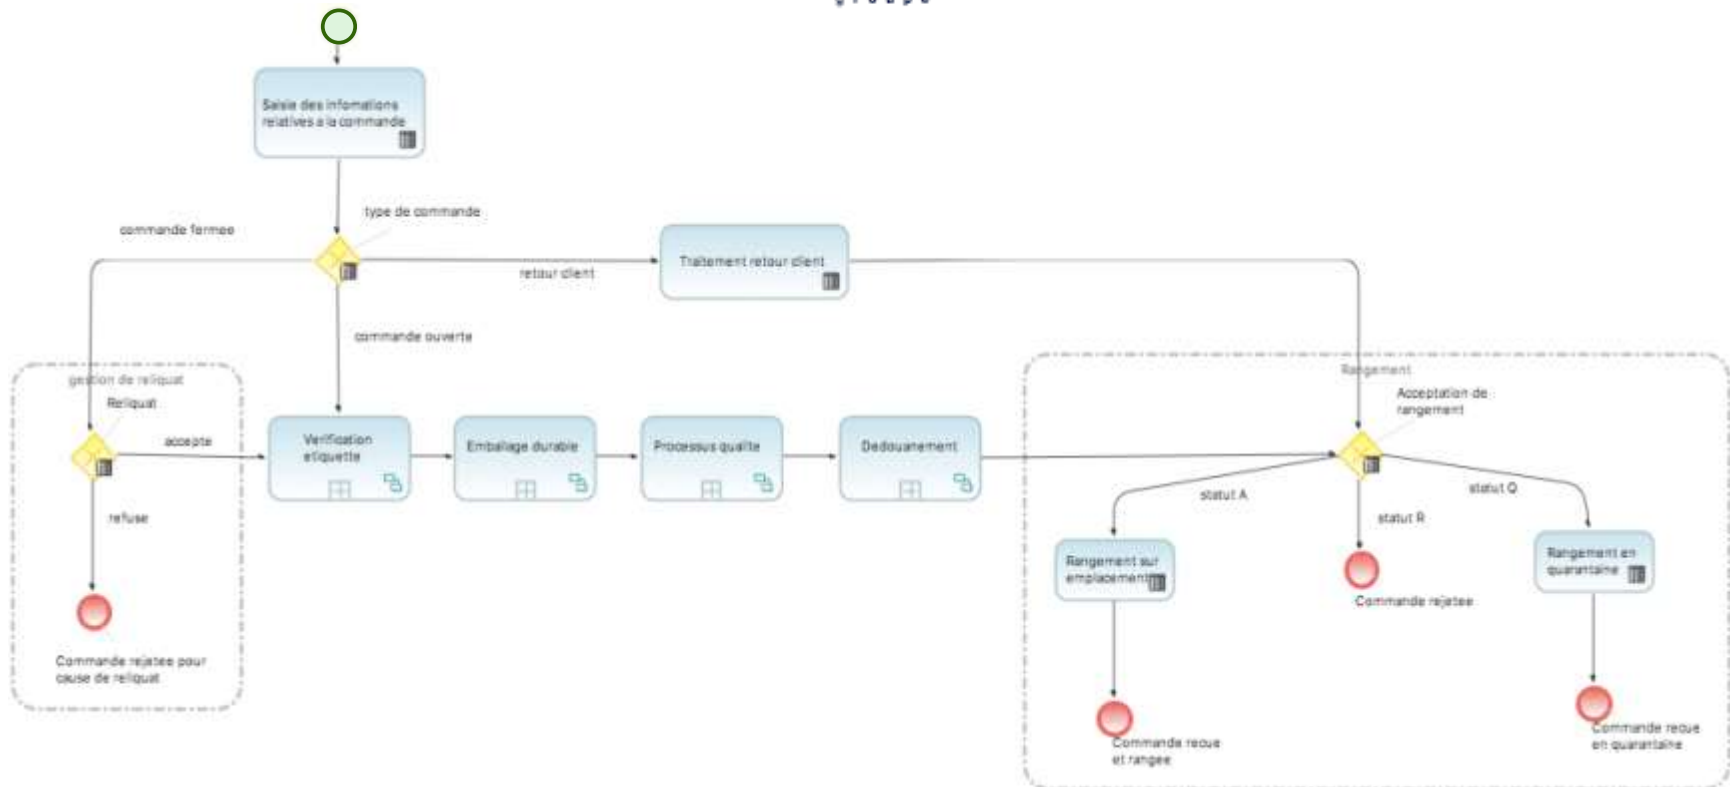 Saisie des infomations
relatives a la commande
type de commande
commande fermee
retour client
Traitement retour client
commande ouverte
gestion de reliquat
Reliquat
accepte
refuse
Commande rejetee pour
cause de reliquat
Verification
etiquette
Emballage durable
Processus qualite
Dedouanement
Rangement
Acceptation de
rangement
statut A
statut R
statut Q
Rangement sur
emplacement
Commande rejetee
Rangement en
quarantaine
Commande recue
et rangee
Commande recue
en quarantaine